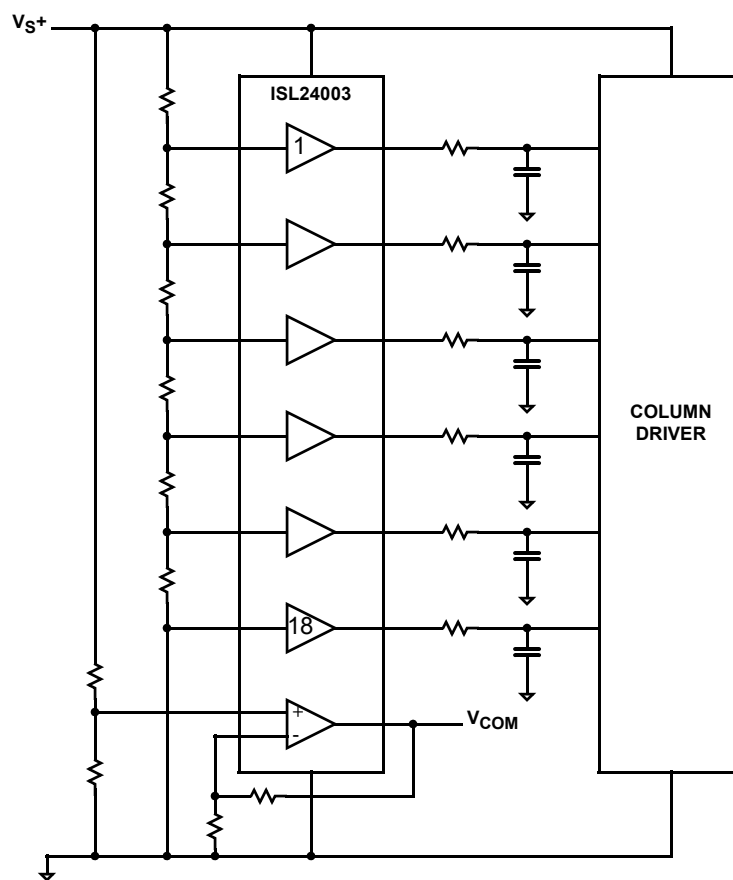 VS+
ISL24003
1
COLUMN
DRIVER
18
+
-
VCOM